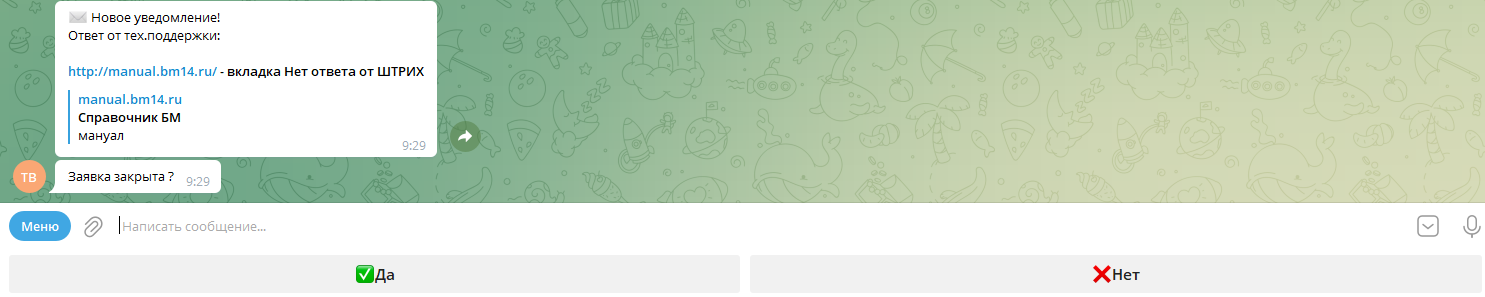 Новое уведомление!
Ответ от тех.поддержки:
http://manual.bm14.ru/ - вкладка Нет ответа от ШТРИХ
manual.bm14.ru
Справочник БМ
мануал
9:29
ТВ
Заявка закрыта ? 9:29
Меню
Написать сообщение...
Да
Нет